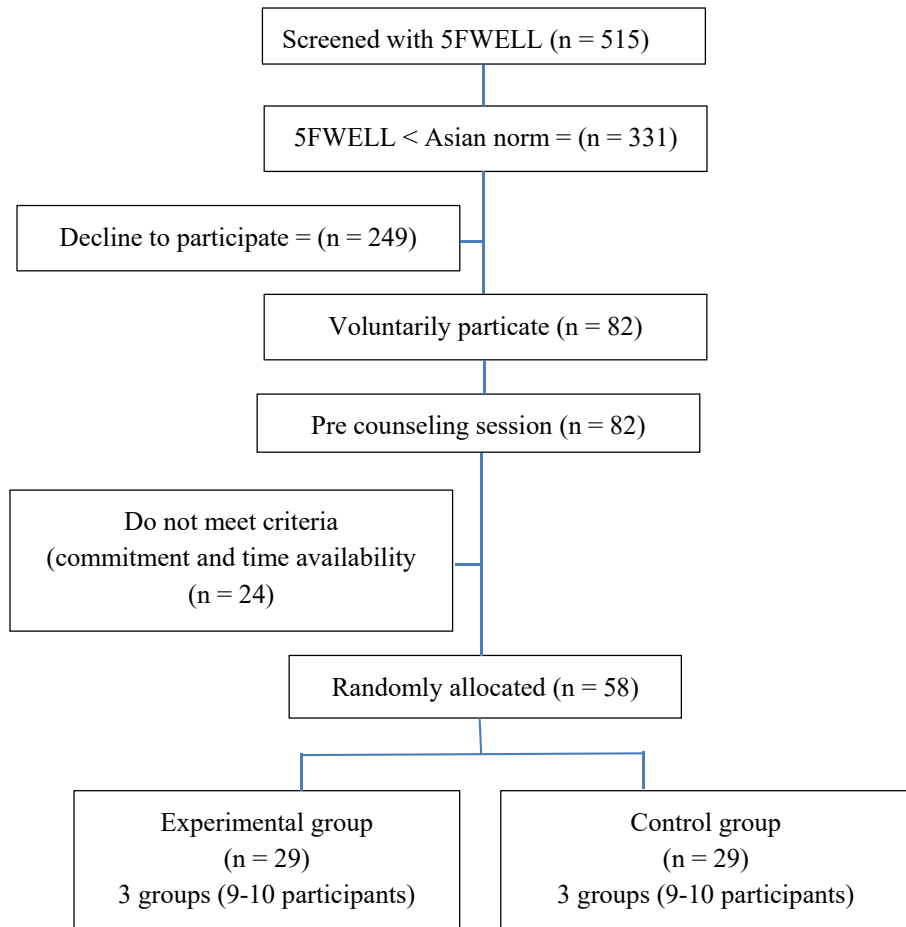 Screened with 5FWELL (n = 515)
5FWELL < Asian norm = (n = 331)
Decline to participate = (n = 249)
Voluntarily particate (n = 82)
Pre counseling session (n = 82)
Do not meet criteria
(commitment and time availability
(n = 24)
Randomly allocated (n = 58)
Experimental group
(n = 29)
3 groups (9-10 participants)
Control group
(n = 29)
3 groups (9-10 participants)